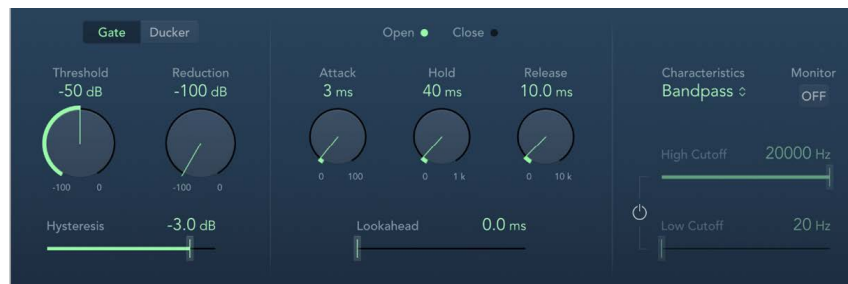 Gate Ducker
Open Close
Threshold Reduction Attack Hold Release Characteristics Monitor
-50 dB -100 dB 3 ms 40 ms 10.0 ms Bandpass OFF
-100 0 -100 0 0 100 0 1 k 0 10 k
High Cutoff 20000 Hz
Hysteresis -3.0 dB Lookahead 0.0 ms Low Cutoff 20 Hz